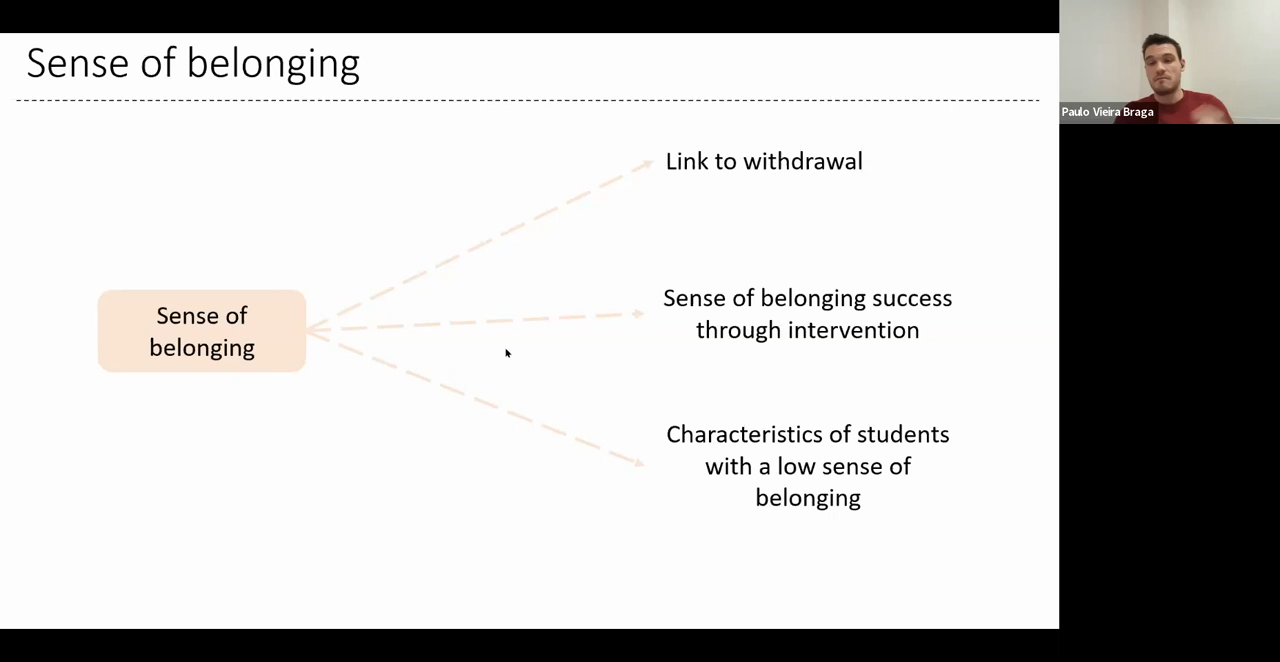 Sense of belonging
Paulo Vieira Braga
Link to withdrawal
Sense of
belonging
Sense of belonging success
through intervention
Characteristics of students
with a low sense of
belonging